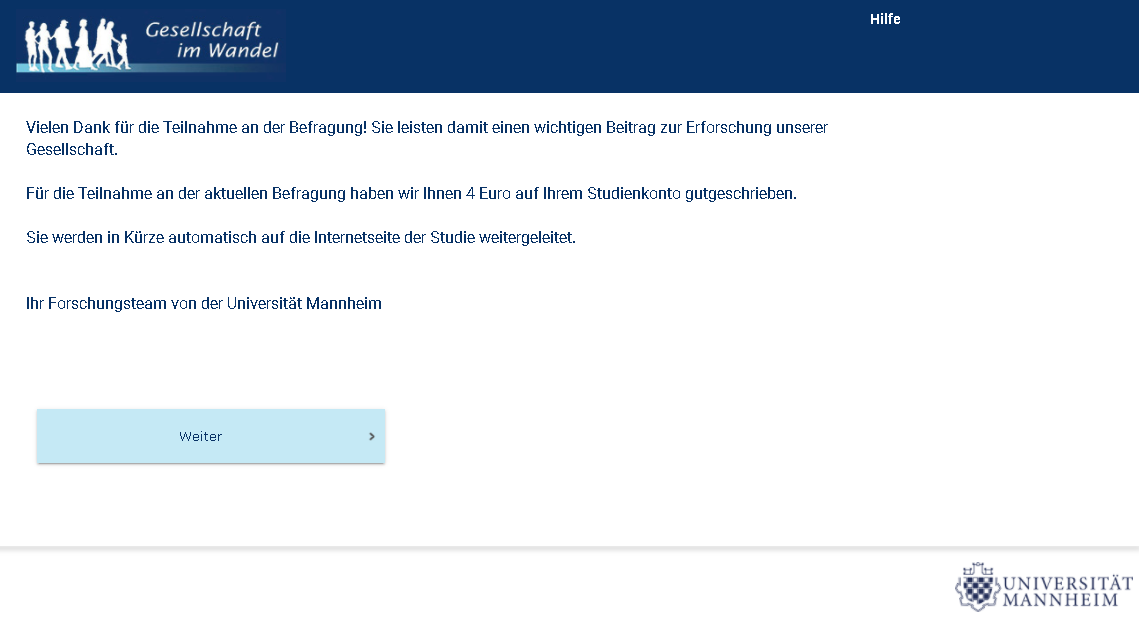 Gesellschaft
im Wandel
Hilfe
Vielen Dank für die Teilnahme an der Befragung! Sie leisten damit einen wichtigen Beitrag zur Erforschung unserer
Gesellschaft.
Für die Teilnahme an der aktuellen Befragung haben wir Ihnen 4 Euro auf Ihrem Studienkonto gutgeschrieben.
Sie werden in Kürze automatisch auf die Internetseite der Studie weitergeleitet.
Ihr Forschungsteam von der Universität Mannheim
Weiter
UNIVERSITÄT
MANNHEIM